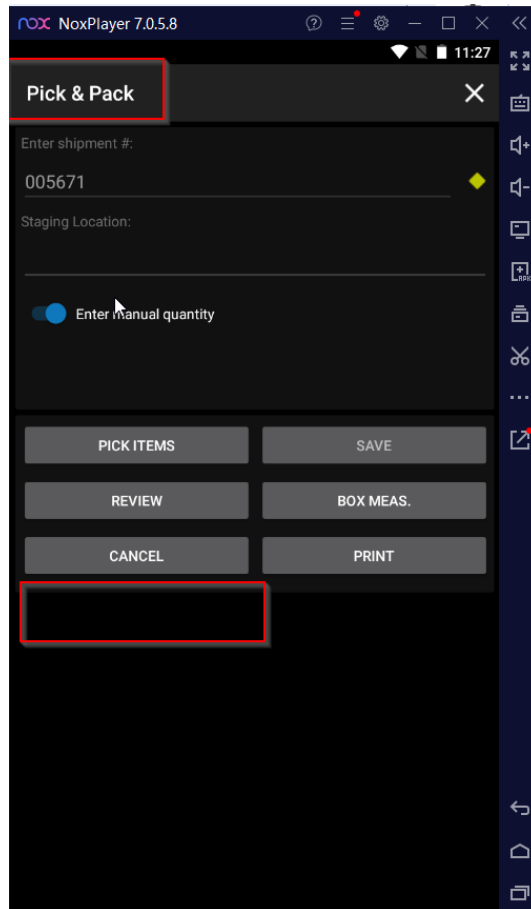 nox NoxPlayer 7.0.5.8
11:27
Pick & Pack
Enter shipment #:
005671
Staging Location:
Enter manual quantity
PICK ITEMS SAVE
REVIEW BOX MEAS.
CANCEL PRINT